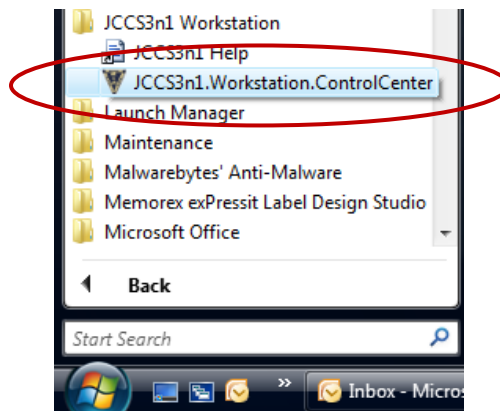 JCCS3n1 Workstation
JCCS3n1 Help
JCCS3n1.Workstation.ControlCenter
Launch Manager
Maintenance
Malwarebytes' Anti-Malware
Memorex exPressit Label Design Studio
Microsoft Office
Back
Start Search
» Inbox - Micros